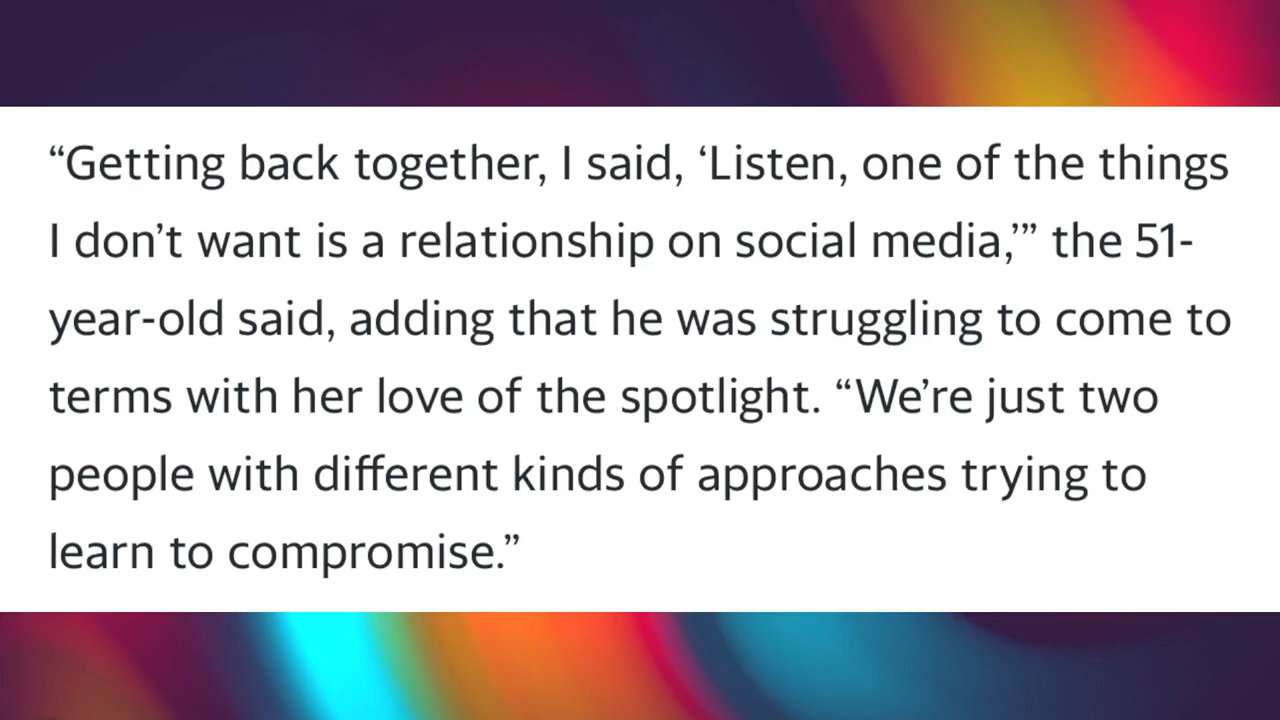 “Getting back together, I said, ‘Listen, one of the things
I don’t want is a relationship on social media,’” the 51-
year-old said, adding that he was struggling to come to
terms with her love of the spotlight. “We’re just two
people with different kinds of approaches trying to
learn to compromise.”